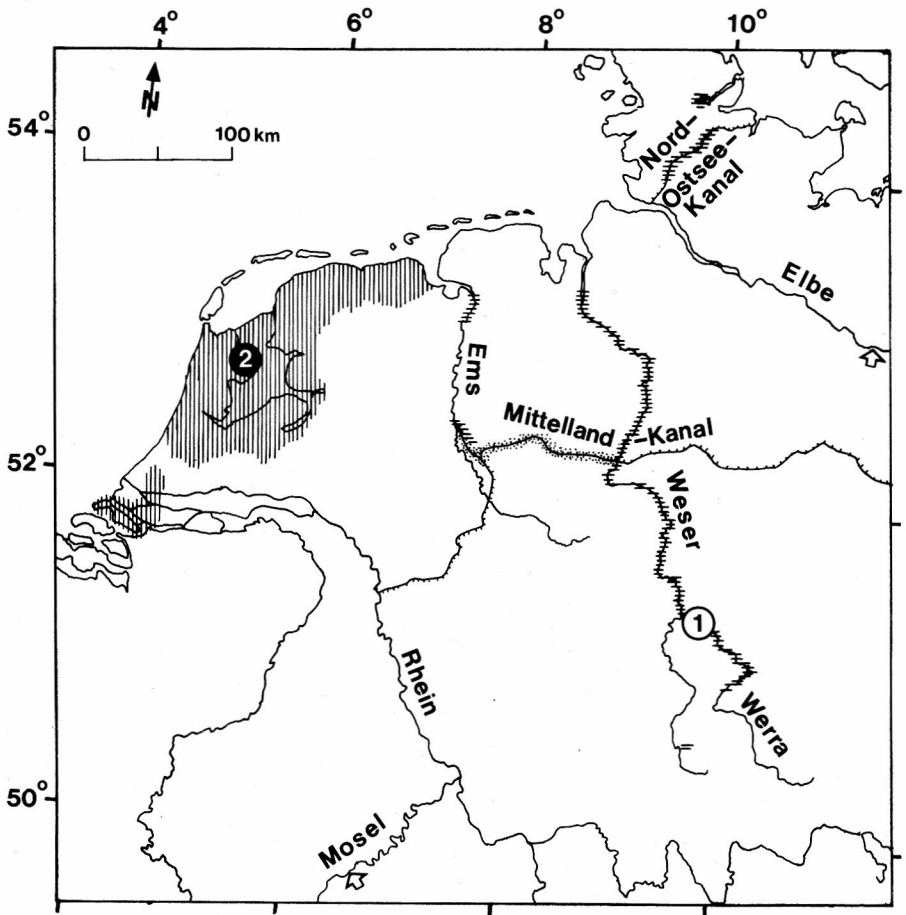 4° 6° 8° 10°
N
54°
0 100 km
Nord-
Ostsee-
Kanal
Elbe
2
Ems
Mittelland -Kanal
52°
Weser
1
Rhein
Werra
50°
Mosel